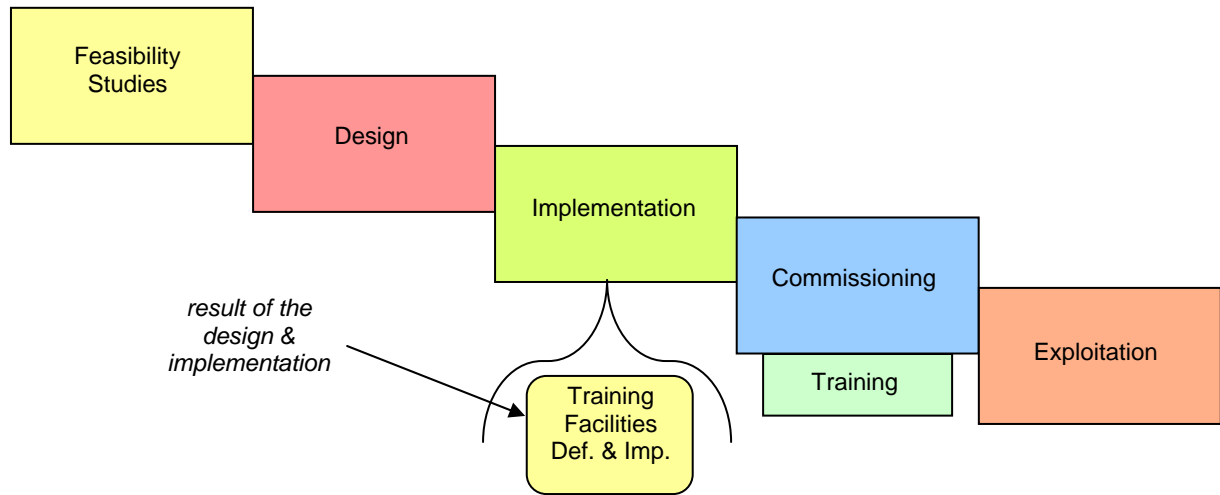 Feasibility
Studies
Design
Implementation
Commissioning
Exploitation
result of the
design &
implementation
Training
Training
Facilities
Def. & Imp.